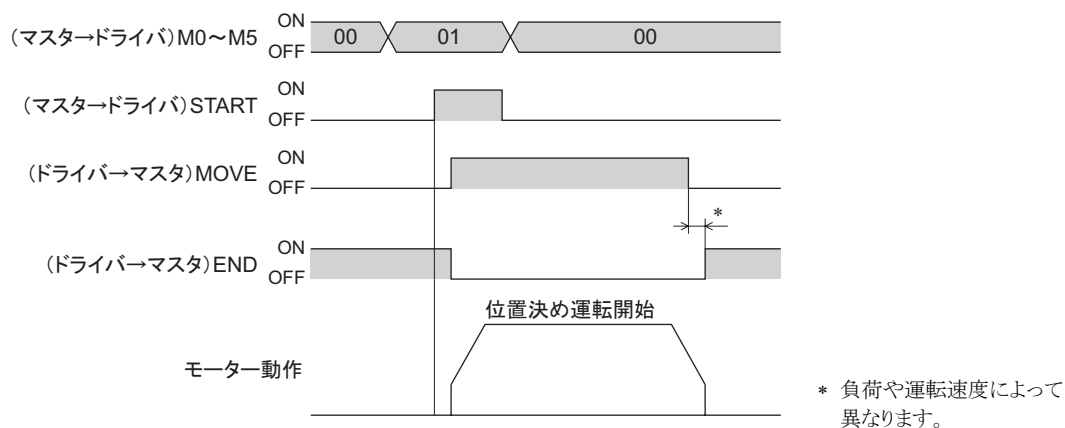 (マスタ→ドライバ)M0～M5 ON OFF 00 01 00
(マスタ→ドライバ)START ON OFF
(ドライバ→マスタ)MOVE ON OFF
*
(ドライバ→マスタ)END ON OFF
位置決め運転開始
モーター動作
* 負荷や運転速度によって
異なります。